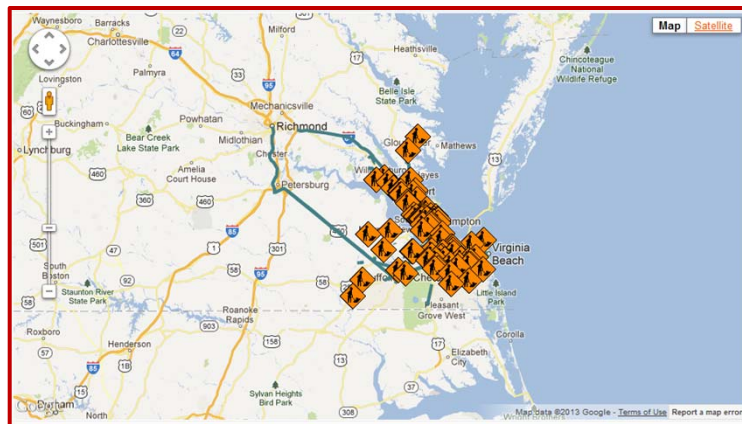 Waynesboro
Barracks
Milford
Charlottesville
Heathsville
Map Satellite
Chincoteague
National
Wildlife Refuge
Lovingston
Palmyra
Belle Isle
State Park
Mechanicsville
Buckingham
Powhatan
Richmond
Bear Creek
Lake State Park
Midlothian
Mathews
Lynchburg
Chester
Amelia
Court House
Petersburg
Virginia
Beach
South
Boston
Staunton River
State Park
Little Island
Park
Roanoke
Rapids
Pleasant
Grove West
Roxboro
Henderson
Corolla
Elizabeth
City
Sylvan Heights
Bird Park
Durham
North
Map data ©2013 Google - Terms of Use Report a map error